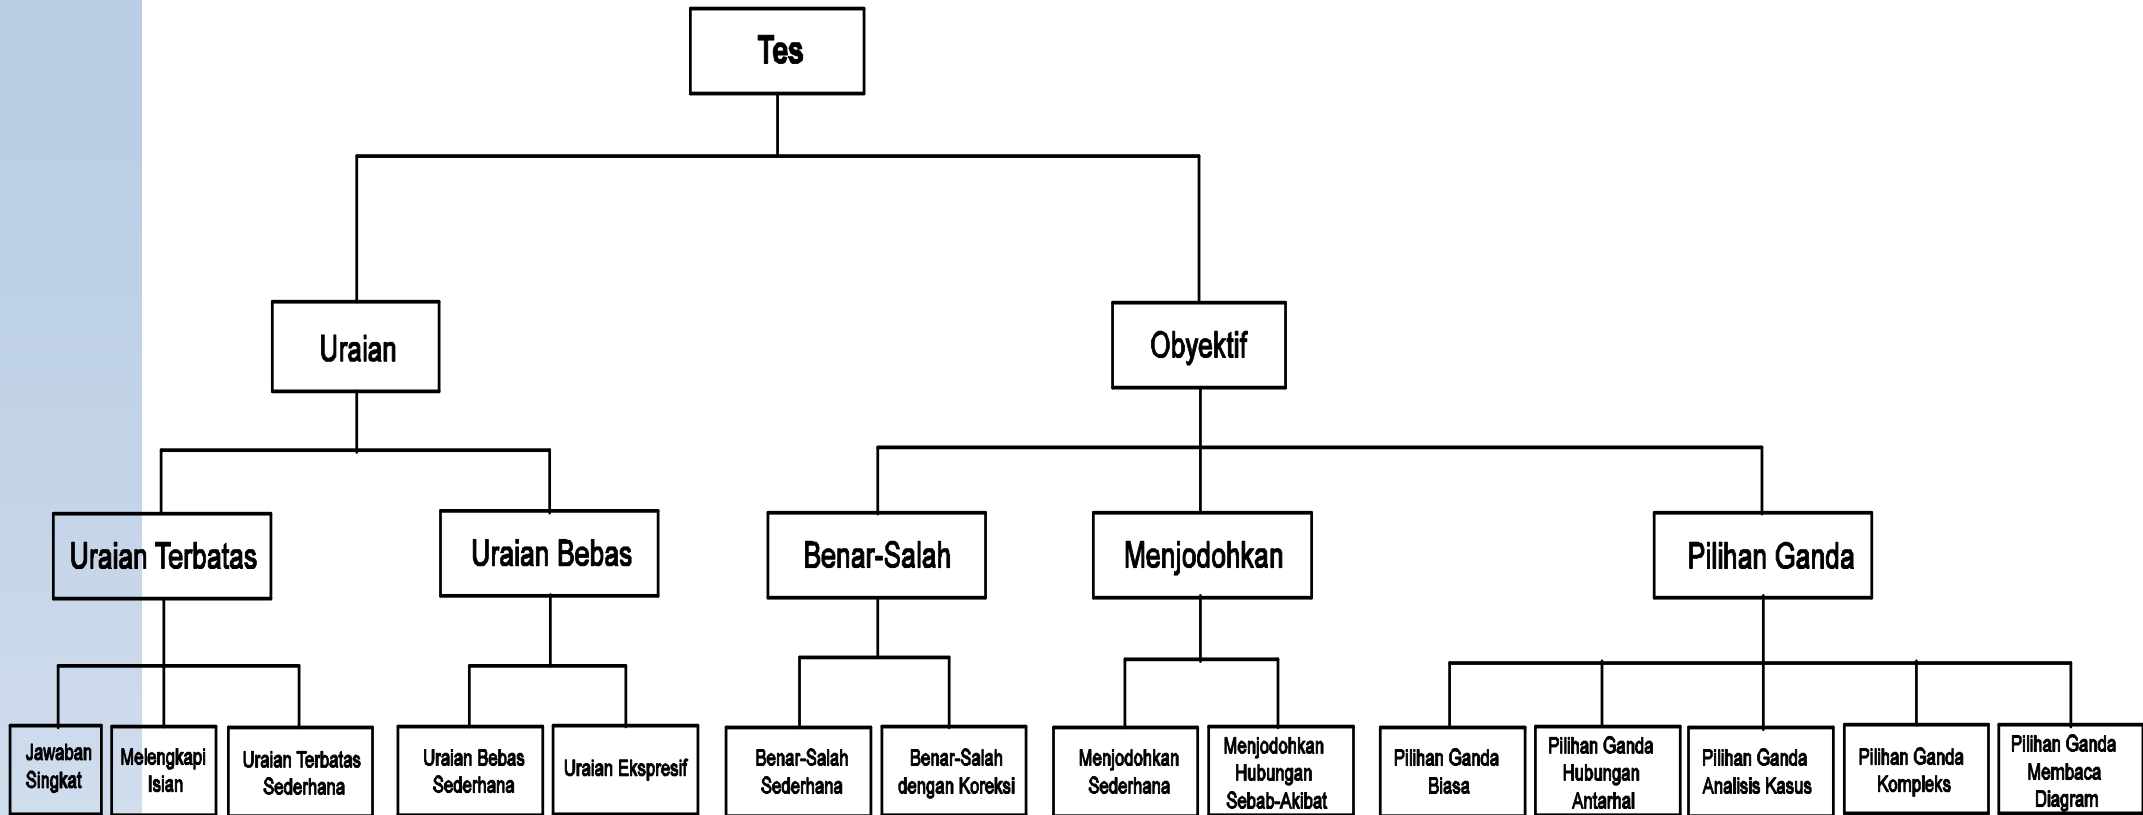 Tes
Uraian
Obyektif
Uraian Terbatas
Uraian Bebas
Benar-Salah
Menjodohkan
Pilihan Ganda
Jawaban
Singkat
Melengkapi
Isian
Uraian Terbatas
Sederhana
Uraian Bebas
Sederhana
Uraian Ekspresif
Benar-Salah
Sederhana
Benar-Salah
dengan Koreksi
Menjodohkan
Sederhana
Menjodohkan
Hubungan
Sebab-Akibat
Pilihan Ganda
Biasa
Pilihan Ganda
Hubungan
Antarhal
Pilihan Ganda
Analisis Kasus
Pilihan Ganda
Kompleks
Pilihan Ganda
Membaca
Diagram